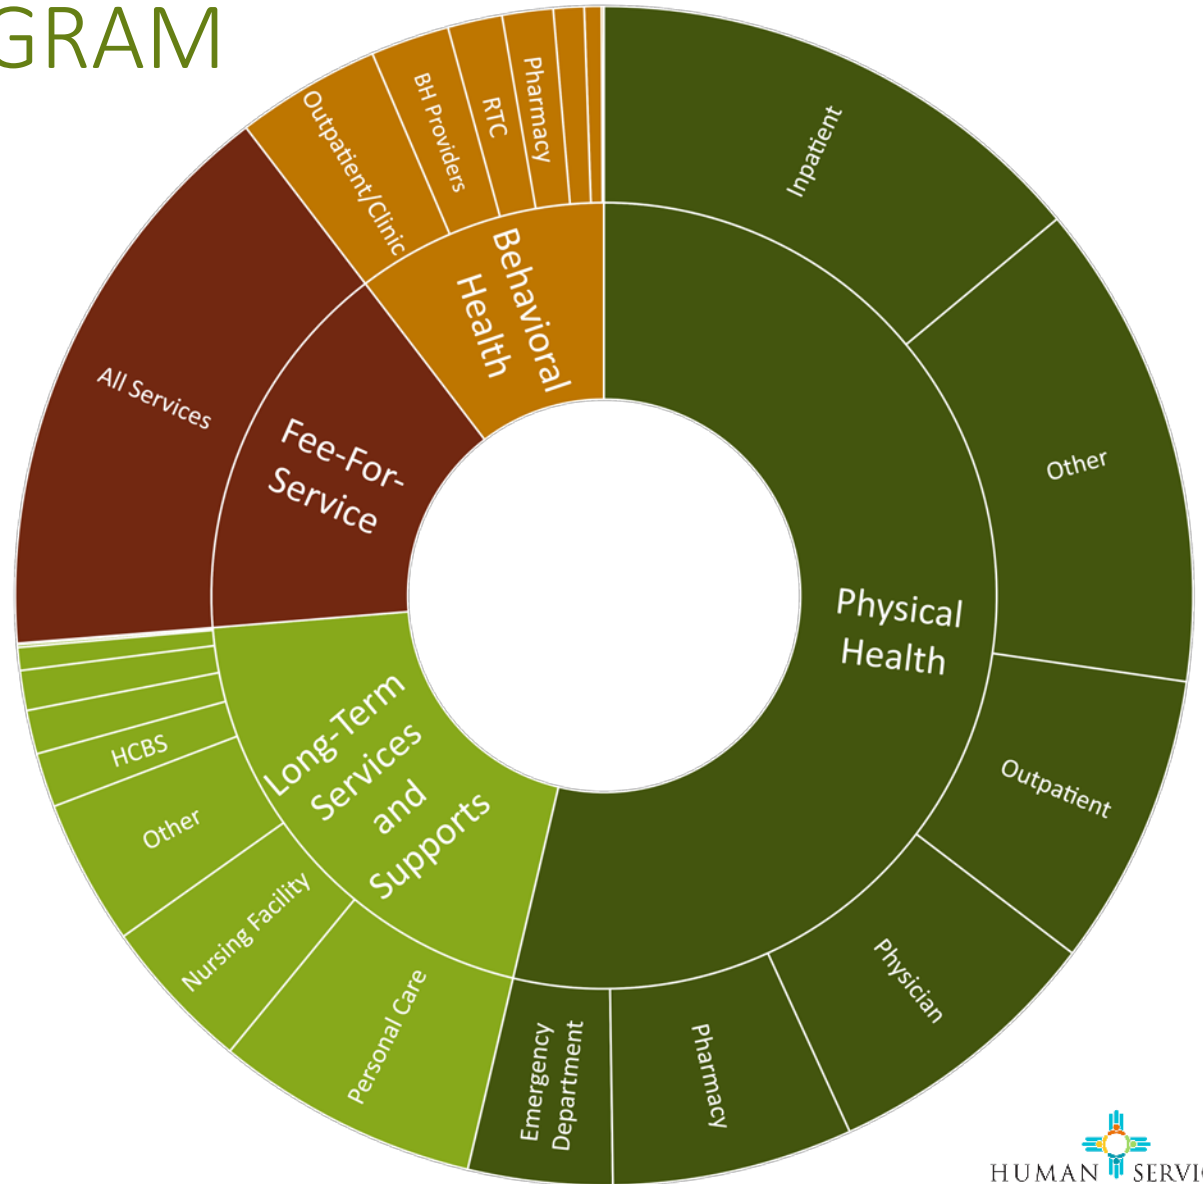 GRAM
Inpatient
Other
Outpatient
Physician
Pharmacy
Emergency
Department
Physical
Health
Personal Care
Nursing Facility
Other
HCBS
Long-Term
Services
and
Supports
All Services
Fee-For-
Service
Outpatient/Clinic
BH Providers
RTC
Pharmacy
Behavioral
Health
HUMAN SERVI